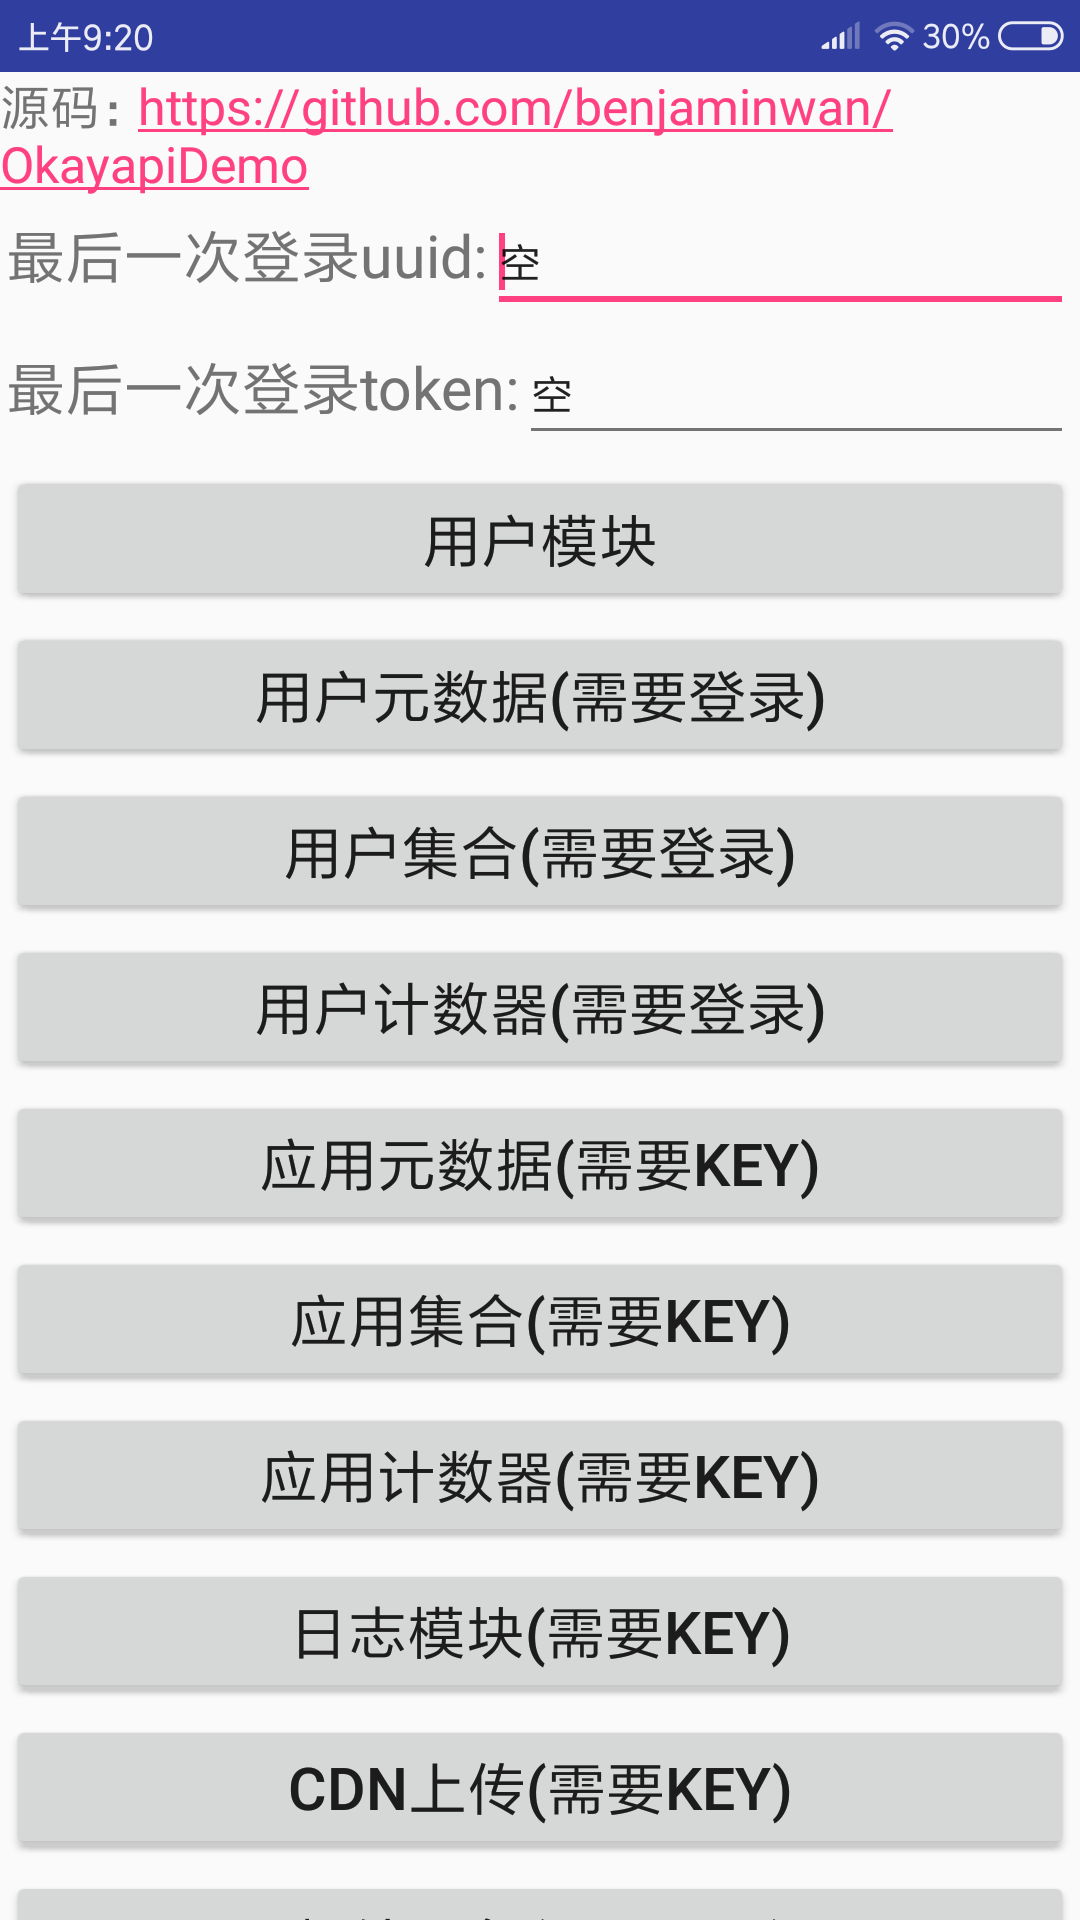 上午9:20 30%
源码：https://github.com/benjaminwan/
OkayapiDemo
最后一次登录uuid: 空
最后一次登录token: 空
用户模块
用户元数据(需要登录)
用户集合(需要登录)
用户计数器(需要登录)
应用元数据(需要KEY)
应用集合(需要KEY)
应用计数器(需要KEY)
日志模块(需要KEY)
CDN上传(需要KEY)